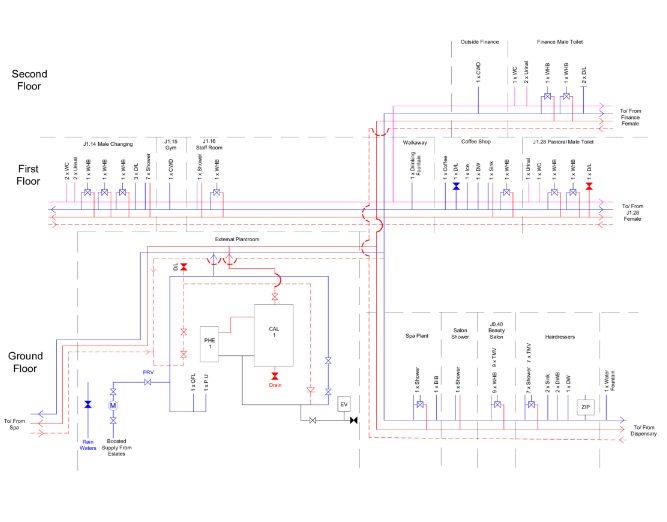 Outside Finance
Finance Male Toilet
Second
Floor
1 x CWD
1 x WC
2 x Urinal
1 x WHB
1 x WHB
2 x D/L
To/ From
Finance
Female
J1.14 Male Changing
J1.15
Gym
J1.16
Staff Room
Walkaway
Coffee Shop
J1.28 Pastoral Male Toilet
First
Floor
2 x WC
2 x Urinal
1 x WHB
1 x WHB
1 x WHB
3 x D/L
7 x Shower
1 x CWD
1 x Shower
1 x WHB
1 x Drinking
Fountain
1 x Coffee
1 x D/L
1 x Ice
1 x DW
1 x Sink
1 x WHB
1 x Urinal
1 x WC
1 x WHB
1 x WHB
1 x D/L
To/ From
J1.28
Female
External Plantroom
D/L
PHE
1
CAL
1
Drain
Ground
Floor
PRV
1 x QFL
1 x P.U
M
EV
To/ From
Spa
Rain
Waters
Boosted
Supply From
Estates
Spa Plant
Salon
Shower
J0.40
Beauty
Salon
Hairdressers
1 x Shower
1 x BIB
1 x Shower
9 x WHB
9 x TMV
7 x Shower
7 x TMV
2 x Sink
2 x DWB
1 x DW
ZIP
1 x Water
Fountain
To/ From
Dispensary